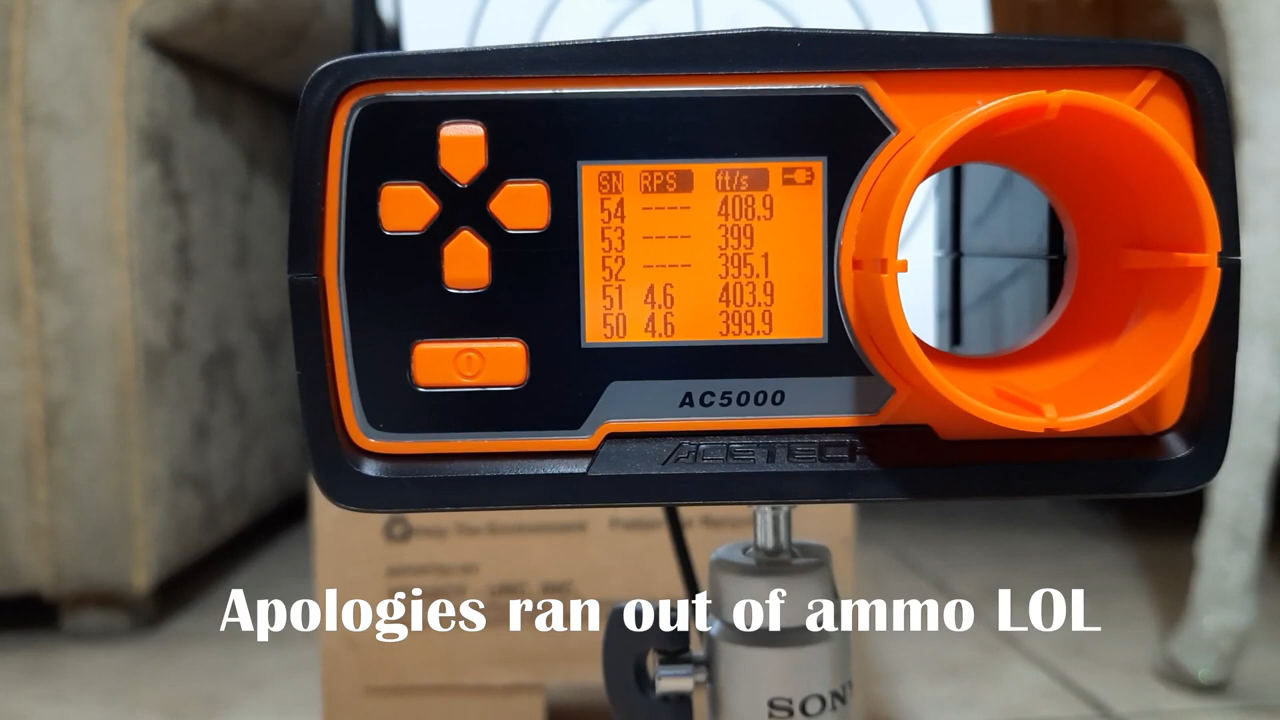 SN RPS ft/s
54 ---- 408.9
53 ---- 399
52 ---- 395.1
51 4.6 403.9
50 4.6 399.9
AC5000
ACETECH
Apologies ran out of ammo LOL
SONY